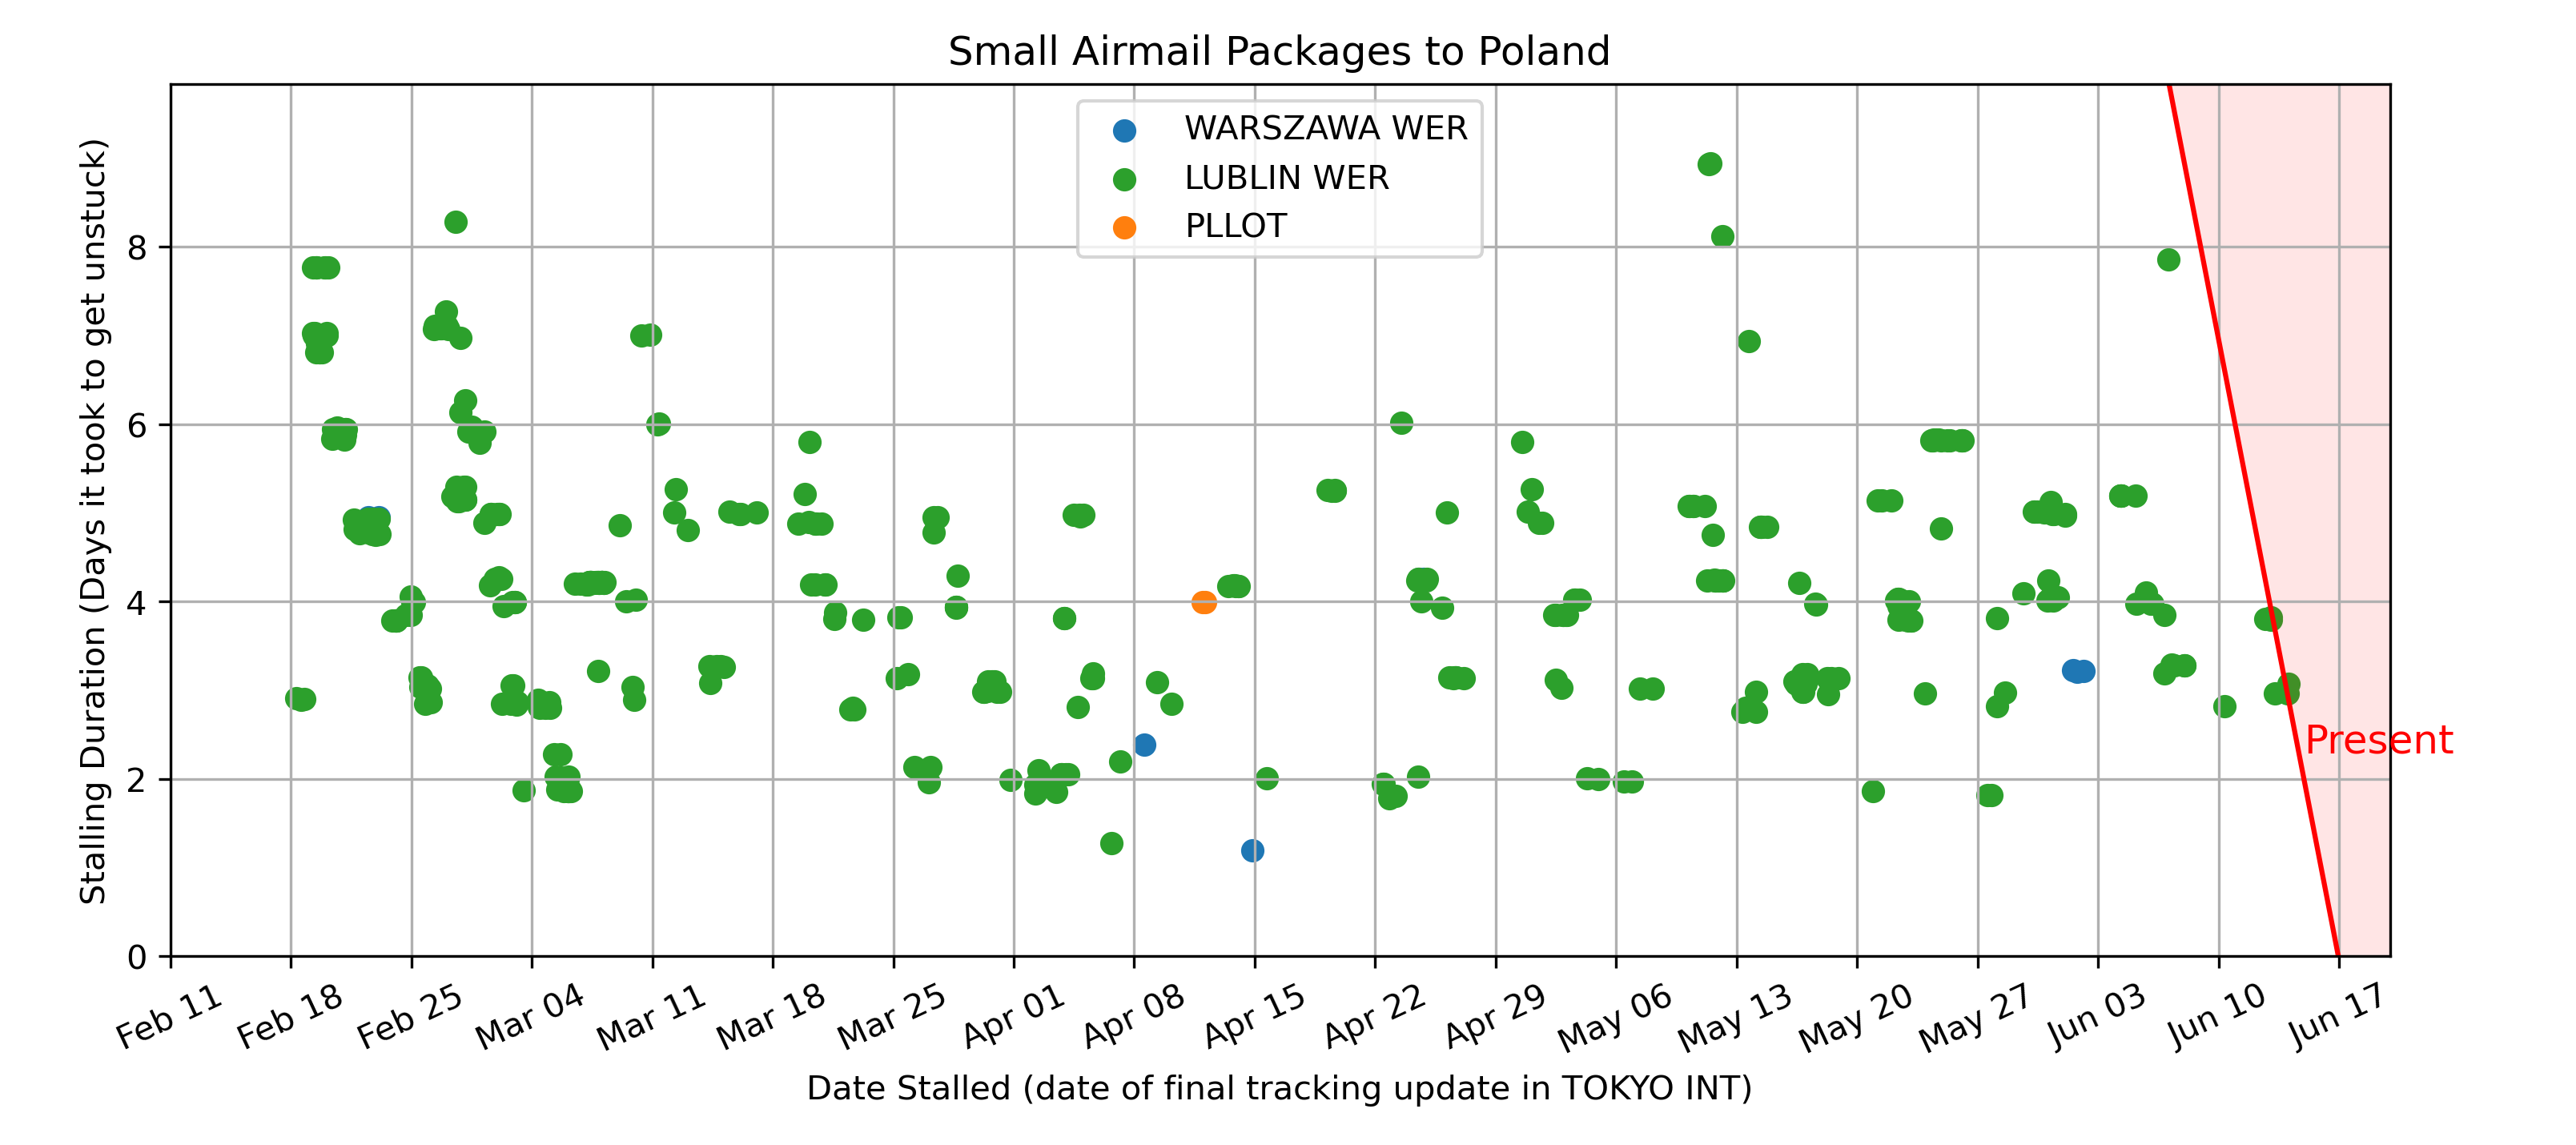 Small Airmail Packages to Poland
WARSZAWA WER
LUBLIN WER
PLLOT
Stalling Duration (Days it took to get unstuck)
8
6
4
2
0
Present
Feb 11
Feb 18
Feb 25
Mar 04
Mar 11
Mar 18
Mar 25
Apr 01
Apr 08
Apr 15
Apr 22
Apr 29
May 06
May 13
May 20
May 27
Jun 03
Jun 10
Jun 17
Date Stalled (date of final tracking update in TOKYO INT)